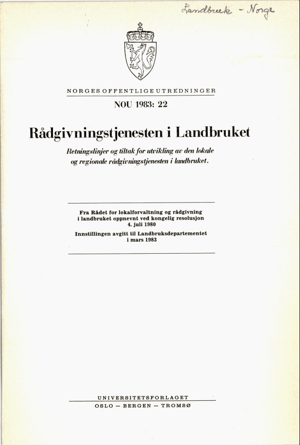 Landbruk - Norge
NORGES OFFENTLIGE UTREDNINGER
NOU 1983: 22
Rådgivningstjenesten i Landbruket
Retningslinjer og tiltak for utvikling av den lokale
og regionale rådgivningstjenesten i landbruket.
Fra Rådet for lokalforvaltning og rådgivning
i landbruket oppnevnt ved kongelig resolusjon
4. juli 1980
Innstillingen avgitt til Landbruksdepartementet
i mars 1983
UNIVERSITETSFORLAGET
OSLO — BERGEN — TROMSØ